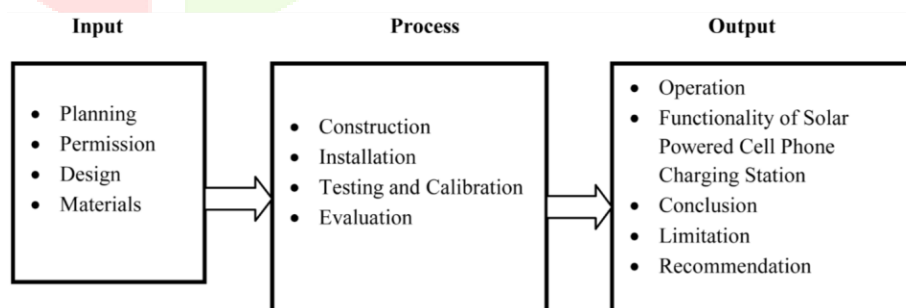 Input
Process
Output
• Planning
• Permission
• Design
• Materials
• Construction
• Installation
• Testing and Calibration
• Evaluation
• Operation
• Functionality of Solar
Powered Cell Phone
Charging Station
• Conclusion
• Limitation
• Recommendation